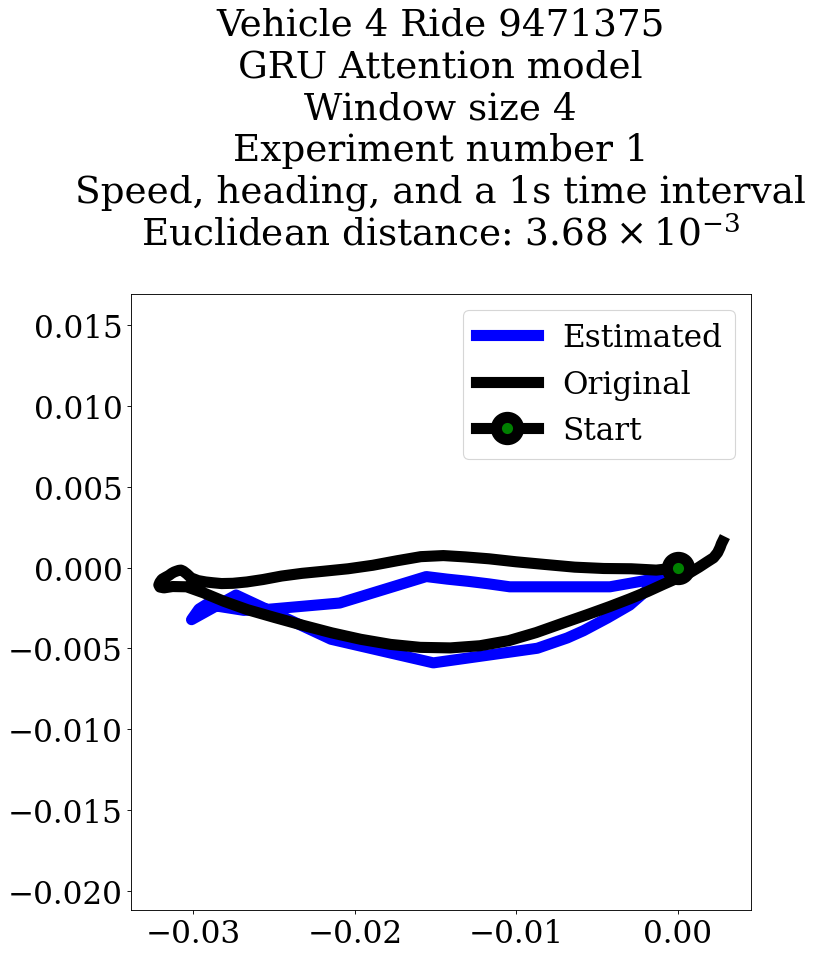 Vehicle 4 Ride 9471375
GRU Attention model
Window size 4
Experiment number 1
Speed, heading, and a 1s time interval
Euclidean distance: 3.68 × 10⁻³
Estimated
Original
Start
0.015
0.010
0.005
0.000
−0.005
−0.010
−0.015
−0.020
−0.03
−0.02
−0.01
0.00